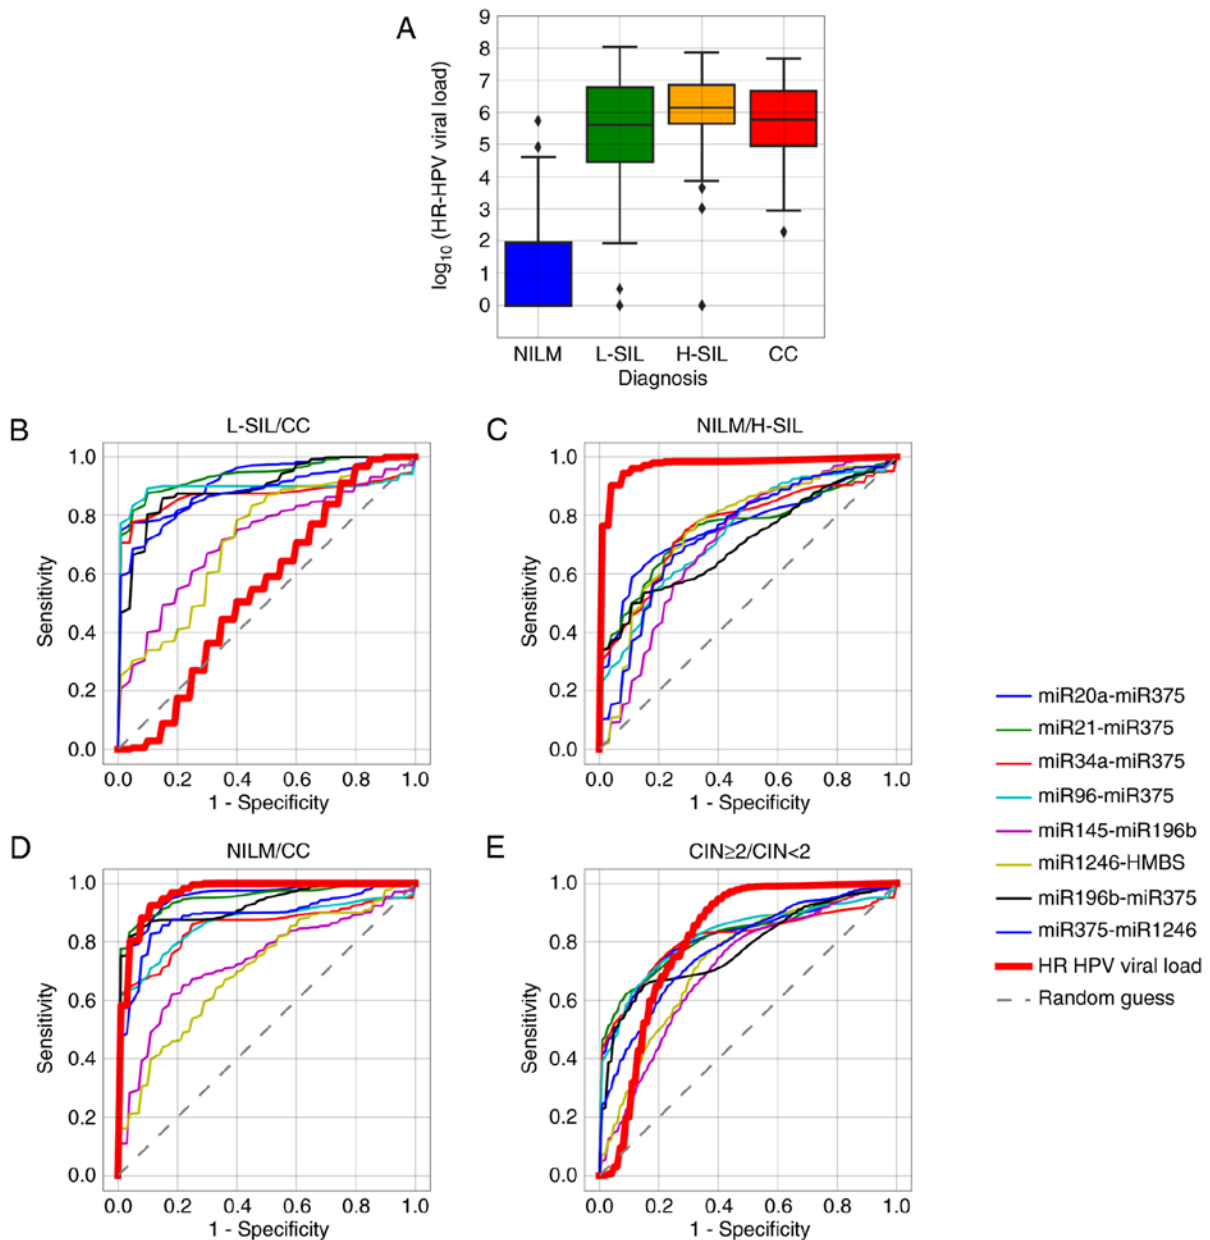 A
9
8
7
6
5
4
3
2
1
0
log10 (HR-HPV viral load)
NILM
L-SIL
H-SIL
CC
Diagnosis
B
L-SIL/CC
1.0
0.8
0.6
0.4
0.2
0.0
Sensitivity
0.0 0.2 0.4 0.6 0.8 1.0
1 - Specificity
C
NILM/H-SIL
1.0
0.8
0.6
0.4
0.2
0.0
Sensitivity
0.0 0.2 0.4 0.6 0.8 1.0
1 - Specificity
D
NILM/CC
1.0
0.8
0.6
0.4
0.2
0.0
Sensitivity
0.0 0.2 0.4 0.6 0.8 1.0
1 - Specificity
E
CIN≥2/CIN<2
1.0
0.8
0.6
0.4
0.2
0.0
Sensitivity
0.0 0.2 0.4 0.6 0.8 1.0
1 - Specificity
miR20a-miR375
miR21-miR375
miR34a-miR375
miR96-miR375
miR145-miR196b
miR1246-HMBS
miR196b-miR375
miR375-miR1246
HR HPV viral load
Random guess